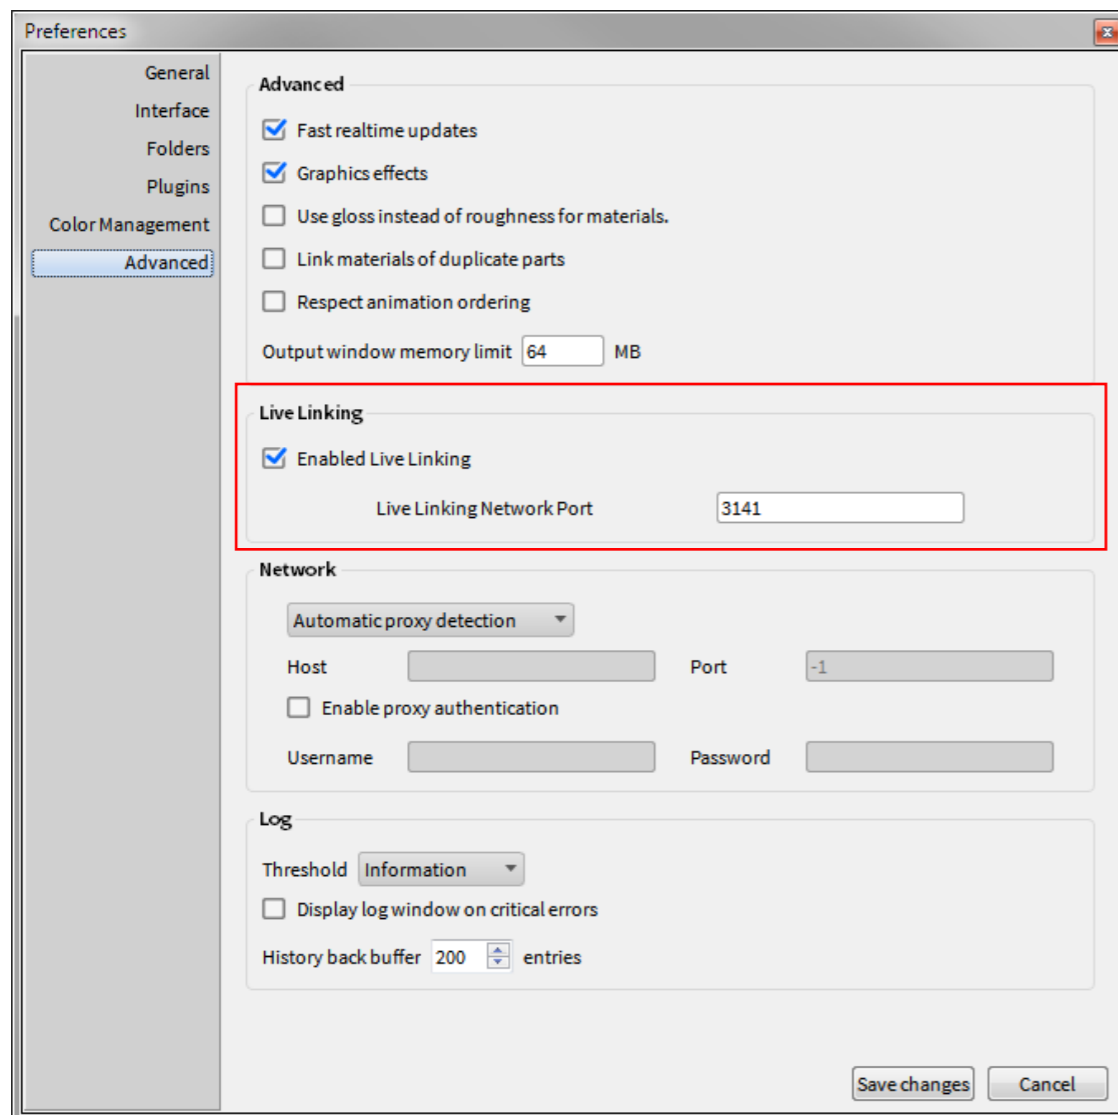 Preferences
General
Interface
Folders
Plugins
Color Management
Advanced
Advanced
Fast realtime updates
Graphics effects
Use gloss instead of roughness for materials.
Link materials of duplicate parts
Respect animation ordering
Output window memory limit 64 MB
Live Linking
Enabled Live Linking
Live Linking Network Port 3141
Network
Automatic proxy detection
Host Port -1
Enable proxy authentication
Username Password
Log
Threshold Information
Display log window on critical errors
History back buffer 200 entries
Save changes Cancel